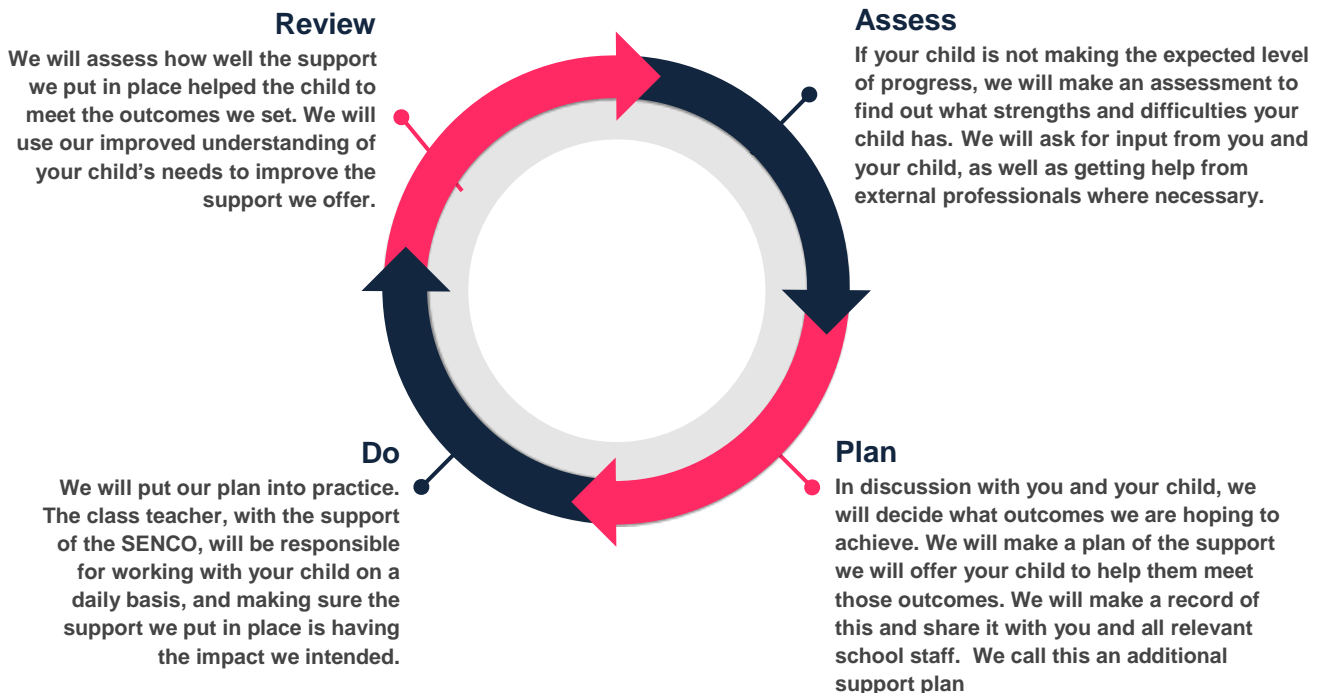 Review
We will assess how well the support
we put in place helped the child to
meet the outcomes we set. We will
use our improved understanding of
your child’s needs to improve the
support we offer.
Assess
If your child is not making the expected level
of progress, we will make an assessment to
find out what strengths and difficulties your
child has. We will ask for input from you and
your child, as well as getting help from
external professionals where necessary.
Do
We will put our plan into practice.
The class teacher, with the support
of the SENCO, will be responsible
for working with your child on a
daily basis, and making sure the
support we put in place is having
the impact we intended.
Plan
In discussion with you and your child, we
will decide what outcomes we are hoping to
achieve. We will make a plan of the support
we will offer your child to help them meet
those outcomes. We will make a record of
this and share it with you and all relevant
school staff.  We call this an additional
support plan